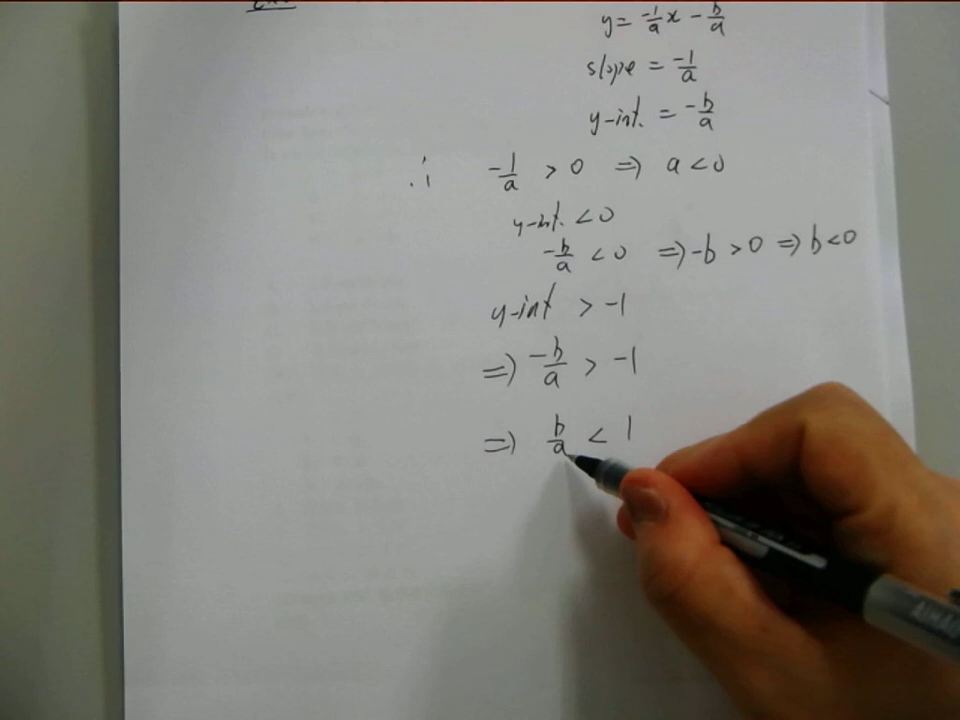 y = -1/a x - b/a
slope = -1/a
y-int. = -b/a
∴ -1/a > 0 ⇒ a < 0
y-int. < 0
-b/a < 0 ⇒ -b > 0 ⇒ b < 0
y-int > -1
⇒ -b/a > -1
⇒ b/a < 1